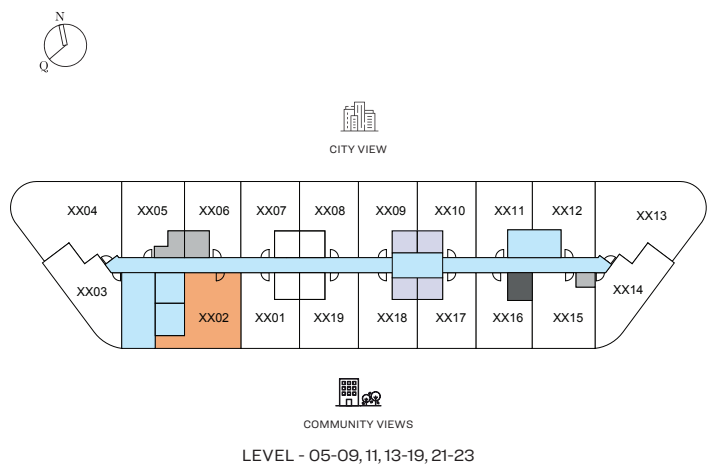 N
Q
CITY VIEW
XX04 XX05 XX06 XX07 XX08 XX09 XX10 XX11 XX12 XX13
XX03 XX14
XX02 XX01 XX19 XX18 XX17 XX16 XX15
COMMUNITY VIEWS
LEVEL - 05-09, 11, 13-19, 21-23